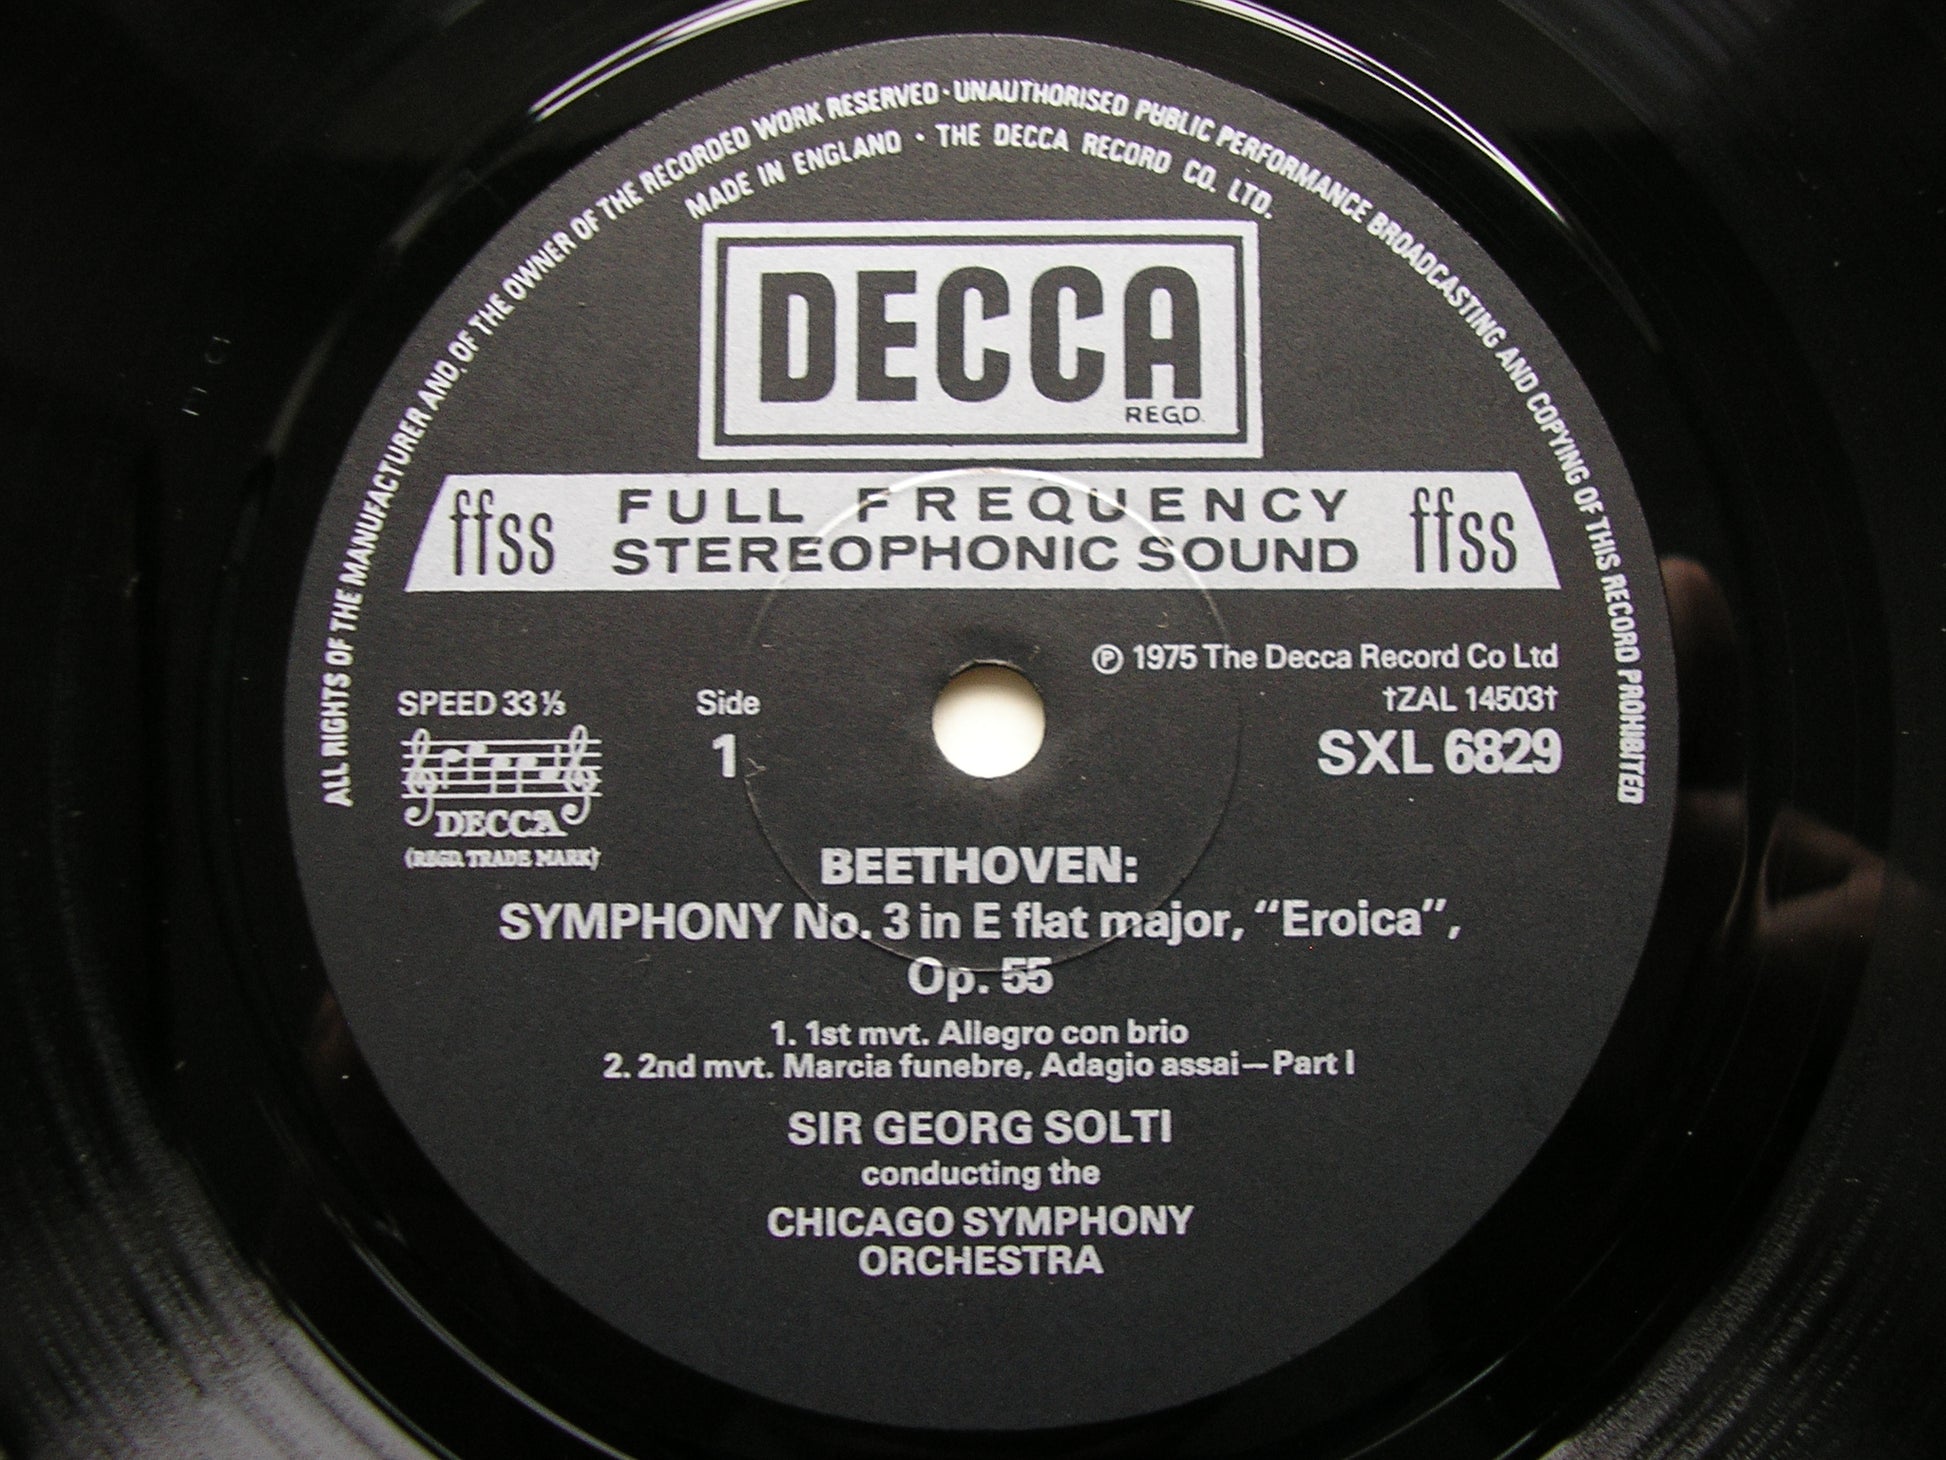 ALL RIGHTS OF THE MANUFACTURER AND OF THE OWNER OF THE RECORDED WORK RESERVED · UNAUTHORISED PUBLIC PERFORMANCE BROADCASTING AND COPYING OF THIS RECORD PROHIBITED
MADE IN ENGLAND · THE DECCA RECORD CO. LTD.
DECCA
REGD.
ffss FULL FREQUENCY ffss
STEREOPHONIC SOUND
℗ 1975 The Decca Record Co Ltd
SPEED 33⅓ Side †ZAL 14503†
1 SXL 6829
DECCA
(REGD. TRADE MARK)
BEETHOVEN:
SYMPHONY No. 3 in E flat major, “Eroica”,
Op. 55
1. 1st mvt. Allegro con brio
2. 2nd mvt. Marcia funebre, Adagio assai—Part I
SIR GEORG SOLTI
conducting the
CHICAGO SYMPHONY
ORCHESTRA